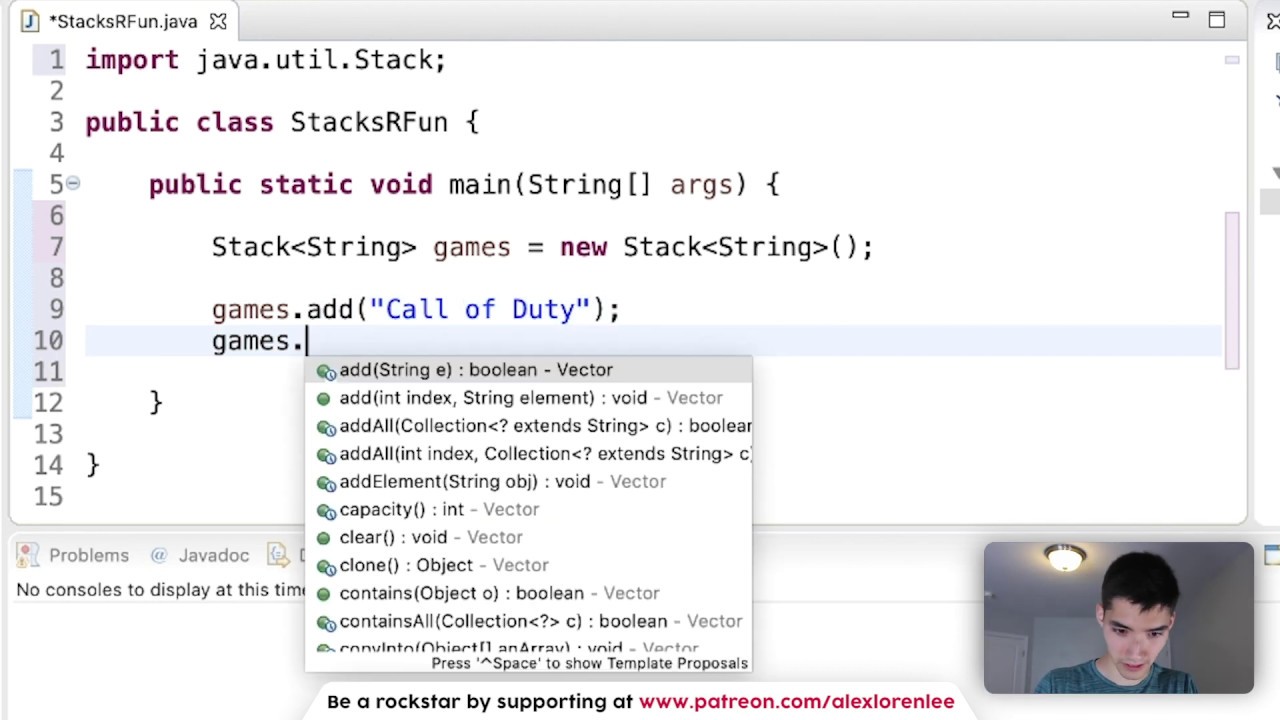 *StacksRFun.java
1 import java.util.Stack;
2
3 public class StacksRFun {
4
5 public static void main(String[] args) {
6
7 Stack<String> games = new Stack<String>();
8
9 games.add("Call of Duty");
10 games.
11
12 }
13
14 }
15
add(String e) : boolean - Vector
add(int index, String element) : void - Vector
addAll(Collection<? extends String> c) : boolean
addAll(int index, Collection<? extends String> c)
addElement(String obj) : void - Vector
capacity() : int - Vector
clear() : void - Vector
clone() : Object - Vector
contains(Object o) : boolean - Vector
containsAll(Collection<?> c) : boolean - Vector
copyInto(Object[] anArray) : void - Vector
Press '^Space' to show Template Proposals
Problems @ Javadoc D
No consoles to display at this time
Be a rockstar by supporting at www.patreon.com/alexlorenlee